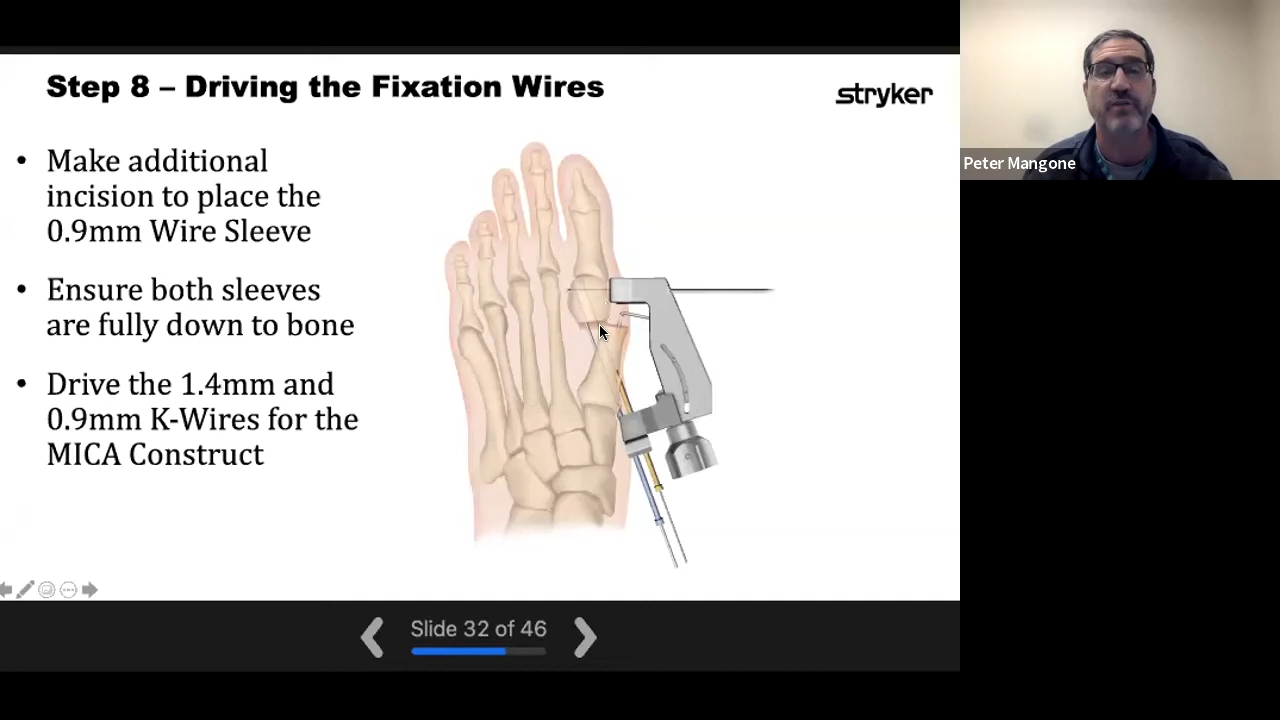 Step 8 – Driving the Fixation Wires
stryker
• Make additional
incision to place the
0.9mm Wire Sleeve
• Ensure both sleeves
are fully down to bone
• Drive the 1.4mm and
0.9mm K-Wires for the
MICA Construct
Slide 32 of 46
Peter Mangone